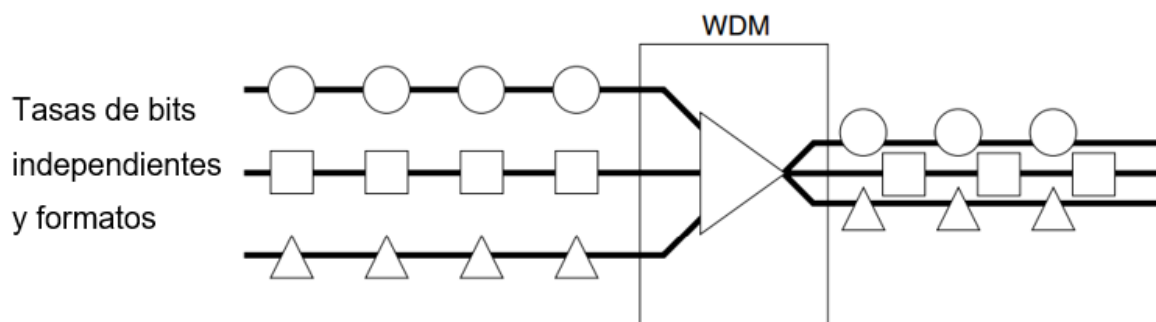 WDM
Tasas de bits
independientes
y formatos